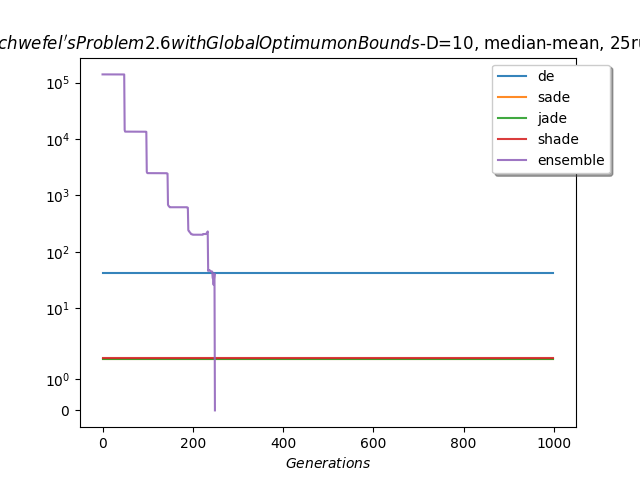 chwefel'sProblem2.6withGlobalOptimumonBounds-D=10, median-mean, 25r
de
sade
jade
shade
ensemble
10^5
10^4
10^3
10^2
10^1
10^0
0
0 200 400 600 800 1000
Generations